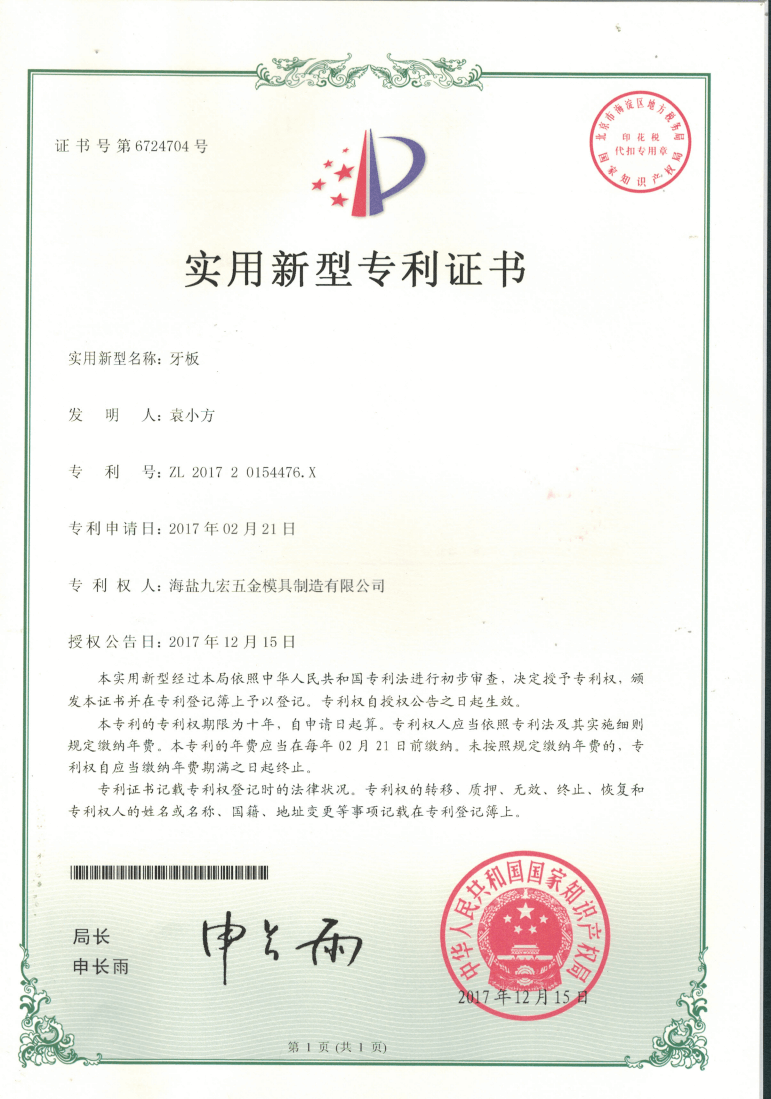 证书号第6724704号
北京市海淀区地方税务局
印花税
代扣专用章
国家知识产权局
实用新型专利证书
实用新型名称：牙板
发明人：袁小方
专利号：ZL 2017 2 0154476.X
专利申请日：2017年02月21日
专利权人：海盐九宏五金模具制造有限公司
授权公告日：2017年12月15日
本实用新型经过本局依照中华人民共和国专利法进行初步审查，决定授予专利权，颁
发本证书并在专利登记簿上予以登记。专利权自授权公告之日起生效。
本专利的专利权期限为十年，自申请日起算。专利权人应当依照专利法及其实施细则
规定缴纳年费。本专利的年费应当在每年02月21日前缴纳。未按照规定缴纳年费的，专
利权自应当缴纳年费期满之日起终止。
专利证书记载专利权登记时的法律状况。专利权的转移、质押、无效、终止、恢复和
专利权人的姓名或名称、国籍、地址变更等事项记载在专利登记簿上。
局长
申长雨
申长雨
中华人民共和国国家知识产权局
2017年12月15日
第1页(共1页)